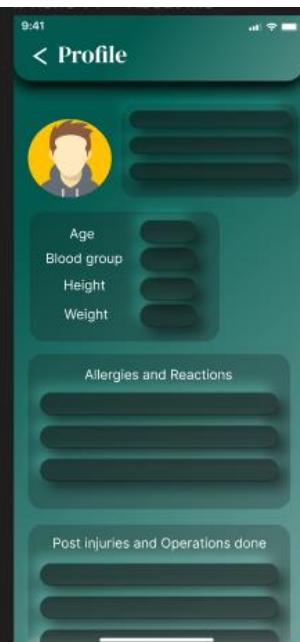 9:41
< Profile
Age
Blood group
Height
Weight
Allergies and Reactions
Post injuries and Operations done